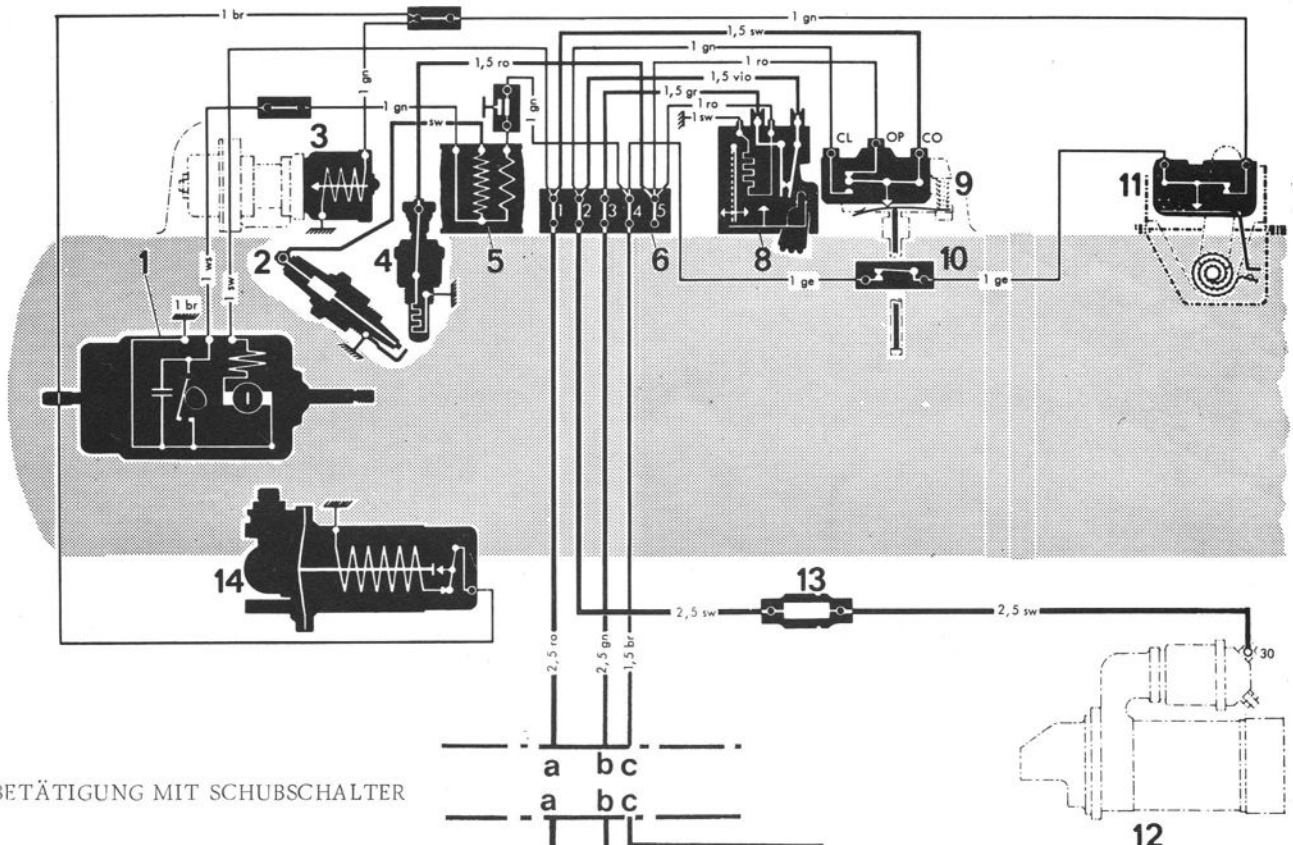 1 br
1 gn
1,5 sw
1 gn
1,5 ro
1 ro
1,5 vio
1,5 gr
1 gn
1 gn
1 gn
sw
1 ro
1 sw
CL
OP
CO
3
9
11
1
2
3
4
5
1
2
4
5
6
8
10
1 ws
1 sw
1 br
1 ge
1 ge
14
13
2,5 sw
2,5 sw
30
2,5 ro
2,5 gn
1,5 br
a b c
BETÄTIGUNG MIT SCHUBSCHALTER
a b c
12